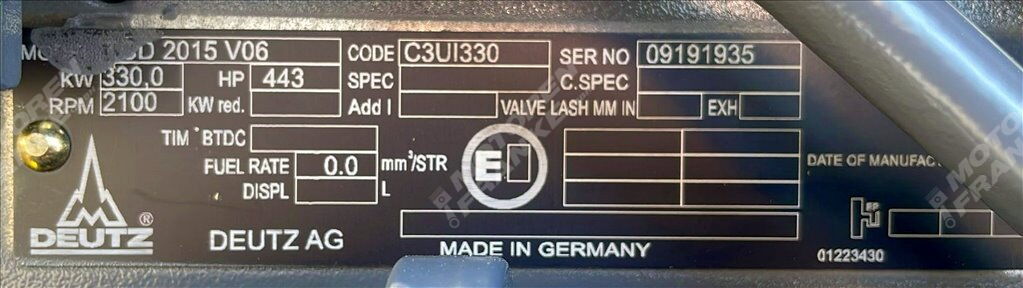 2015 V06 CODE C3UI330 SER NO 09191935
KW 330,0 HP 443 SPEC C.SPEC
RPM 2100 KW red. Add I VALVE LASH MM IN EXH
TIM °BTDC
FUEL RATE 0.0 mm³/STR
DISPL L
E
DATE OF MANUFAC
DEUTZ ® DEUTZ AG MADE IN GERMANY 01223430